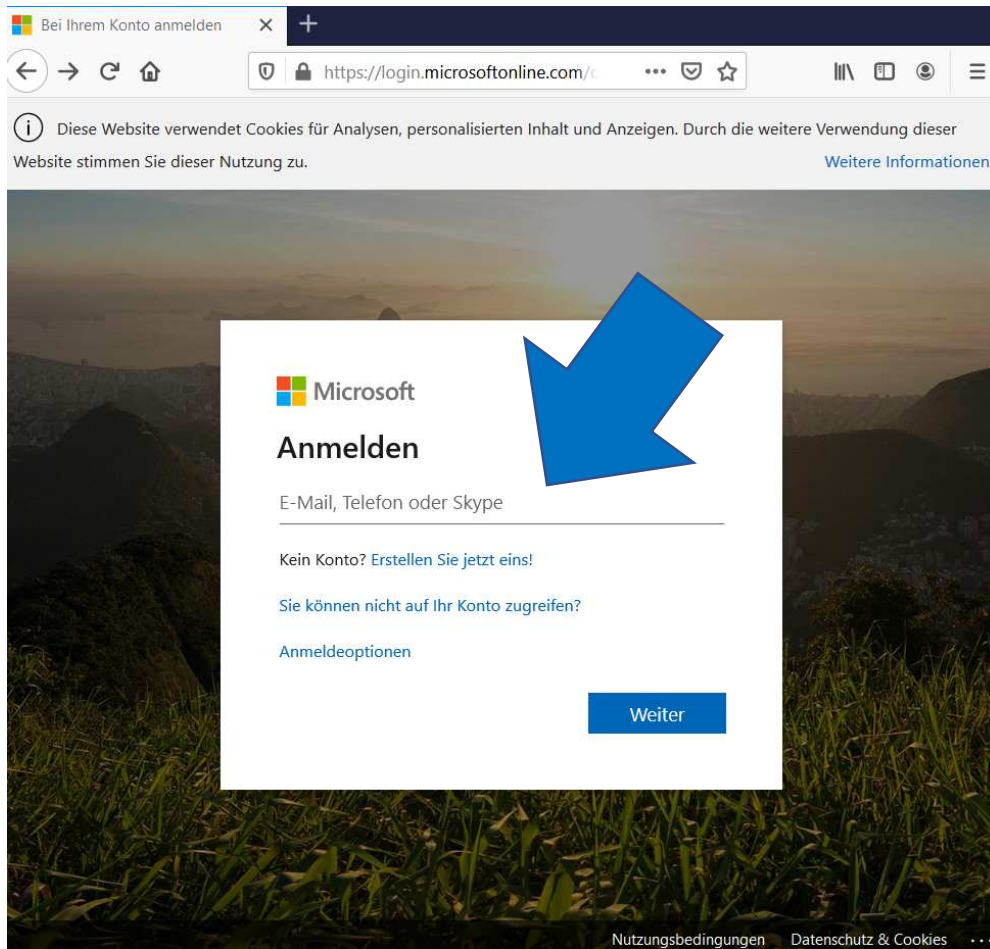 Bei Ihrem Konto anmelden
https://login.microsoftonline.com/
Diese Website verwendet Cookies für Analysen, personalisierten Inhalt und Anzeigen. Durch die weitere Verwendung dieser
Website stimmen Sie dieser Nutzung zu. Weitere Informationen
Microsoft
Anmelden
E-Mail, Telefon oder Skype
Kein Konto? Erstellen Sie jetzt eins!
Sie können nicht auf Ihr Konto zugreifen?
Anmeldeoptionen
Weiter
Nutzungsbedingungen Datenschutz & Cookies